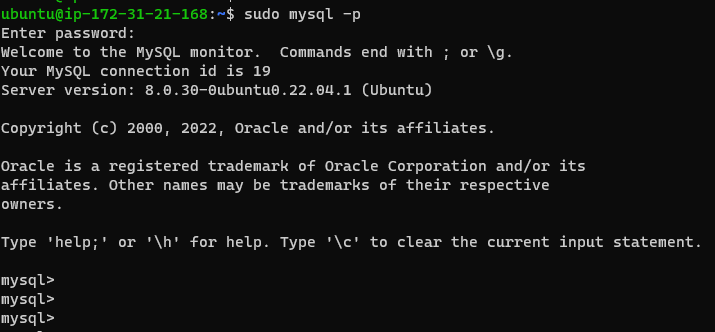 ubuntu@ip-172-31-21-168:~$ sudo mysql -p
Enter password:
Welcome to the MySQL monitor.  Commands end with ; or \g.
Your MySQL connection id is 19
Server version: 8.0.30-0ubuntu0.22.04.1 (Ubuntu)

Copyright (c) 2000, 2022, Oracle and/or its affiliates.

Oracle is a registered trademark of Oracle Corporation and/or its
affiliates. Other names may be trademarks of their respective
owners.

Type 'help;' or '\h' for help. Type '\c' to clear the current input statement.

mysql>
mysql>
mysql>